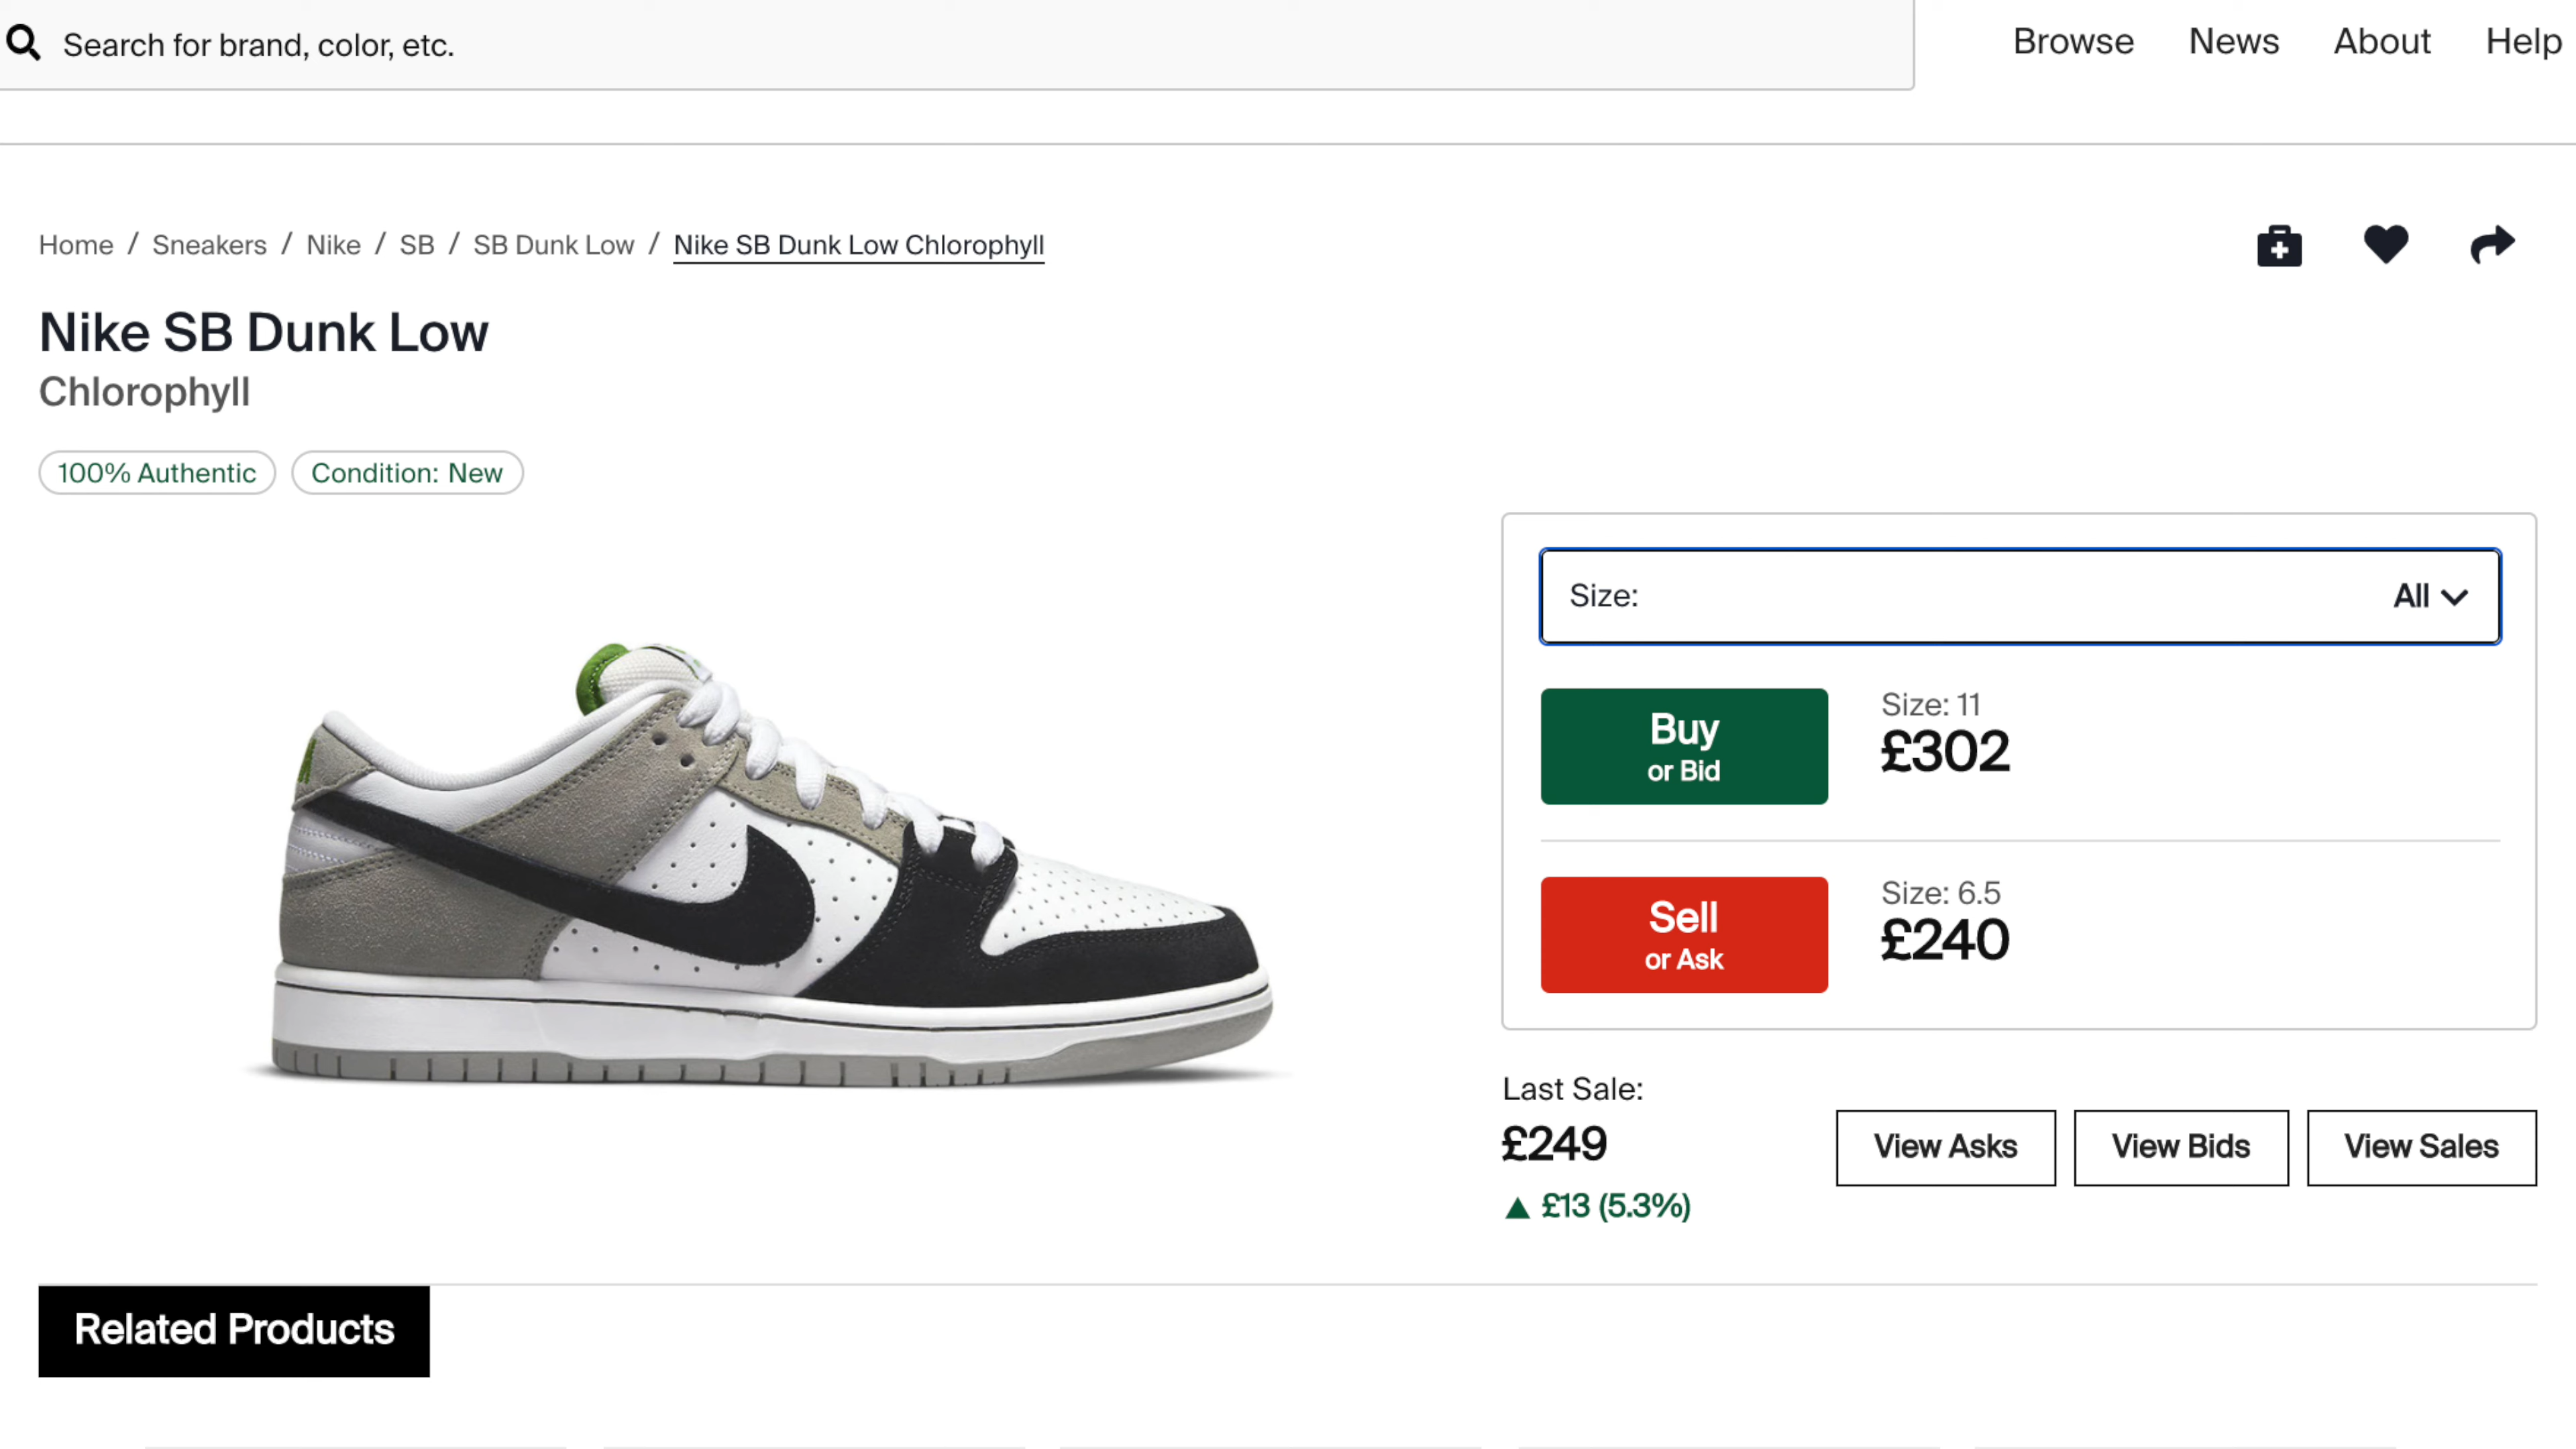 Search for brand, color, etc.
Browse News About Help
Home / Sneakers / Nike / SB / SB Dunk Low / Nike SB Dunk Low Chlorophyll
Nike SB Dunk Low
Chlorophyll
100% Authentic Condition: New
Size: All
Buy
or Bid
Size: 11
£302
Sell
or Ask
Size: 6.5
£240
Last Sale:
£249
▲ £13 (5.3%)
View Asks View Bids View Sales
Related Products